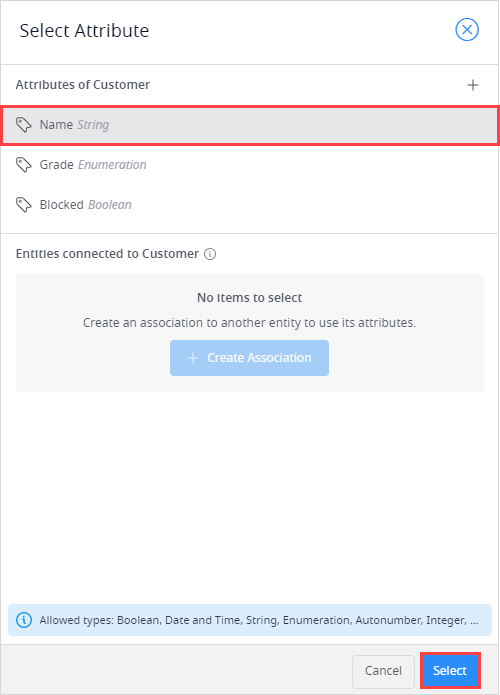 Select Attribute
Attributes of Customer
Name String
Grade Enumeration
Blocked Boolean
Entities connected to Customer
No items to select
Create an association to another entity to use its attributes.
Create Association
Allowed types: Boolean, Date and Time, String, Enumeration, Autonumber, Integer, ...
Cancel Select